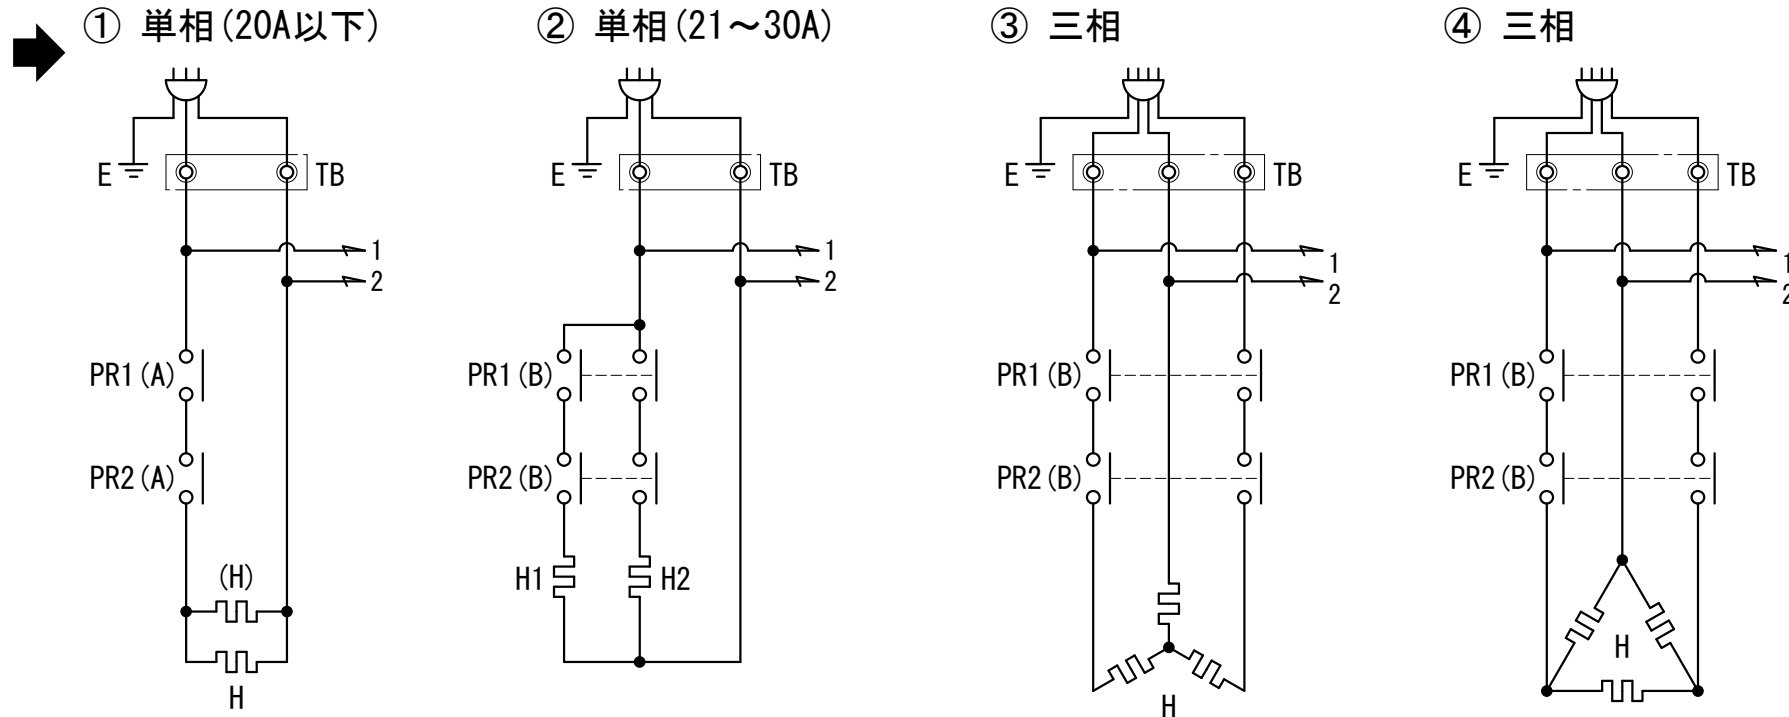 ① 単相(20A以下)
E
TB
1
2
PR1(A)
PR2(A)
(H)
H
② 単相(21～30A)
E
TB
1
2
PR1(B)
PR2(B)
H1
H2
③ 三相
E
TB
1
2
PR1(B)
PR2(B)
H
④ 三相
E
TB
1
2
PR1(B)
PR2(B)
H